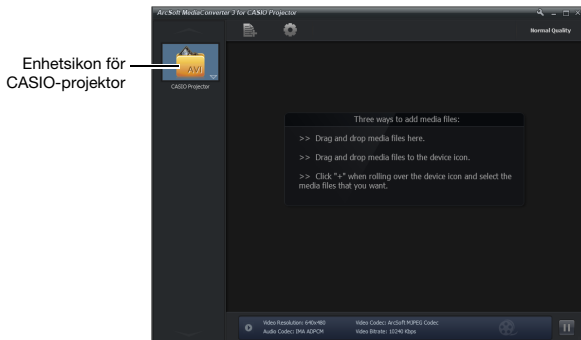 ArcSoft MediaConverter 3 for CASIO Projector
Normal Quality
Enhetsikon för
CASIO-projektor
AVI
CASIO Projector
Three ways to add media files:
>> Drag and drop media files here.
>> Drag and drop media files to the device icon.
>> Click "+" when rolling over the device icon and select the
media files that you want.
Video Resolution: 640x480 Video Codec: ArcSoft MJPEG Codec
Audio Codec: IMA ADPCM Video Bitrate: 10240 Kbps